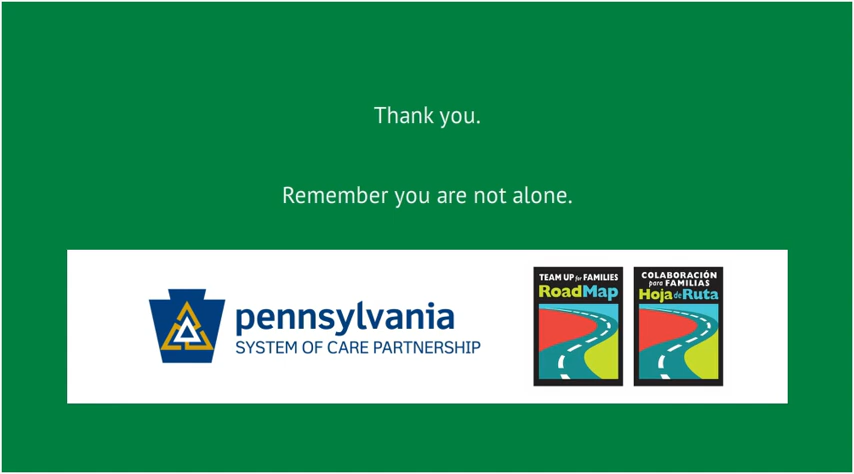 Thank you.
Remember you are not alone.
pennsylvania
SYSTEM OF CARE PARTNERSHIP
TEAM UP for FAMILIES
RoadMap
COLABORACIÓN
para FAMILIAS
Hoja de Ruta